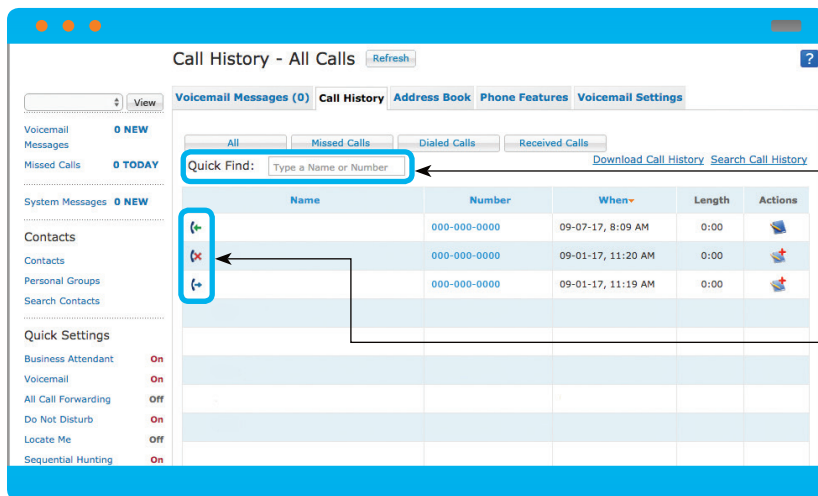 Call History - All Calls Refresh
?
View
Voicemail Messages (0) Call History Address Book Phone Features Voicemail Settings
Voicemail Messages 0 NEW
Missed Calls 0 TODAY
System Messages 0 NEW
Contacts
Contacts
Personal Groups
Search Contacts
Quick Settings
Business Attendant On
Voicemail On
All Call Forwarding Off
Do Not Disturb On
Locate Me Off
Sequential Hunting On
All Missed Calls Dialed Calls Received Calls
Quick Find: Type a Name or Number
Download Call History Search Call History
Name Number When Length Actions
000-000-0000 09-07-17, 8:09 AM 0:00
000-000-0000 09-01-17, 11:20 AM 0:00
000-000-0000 09-01-17, 11:19 AM 0:00